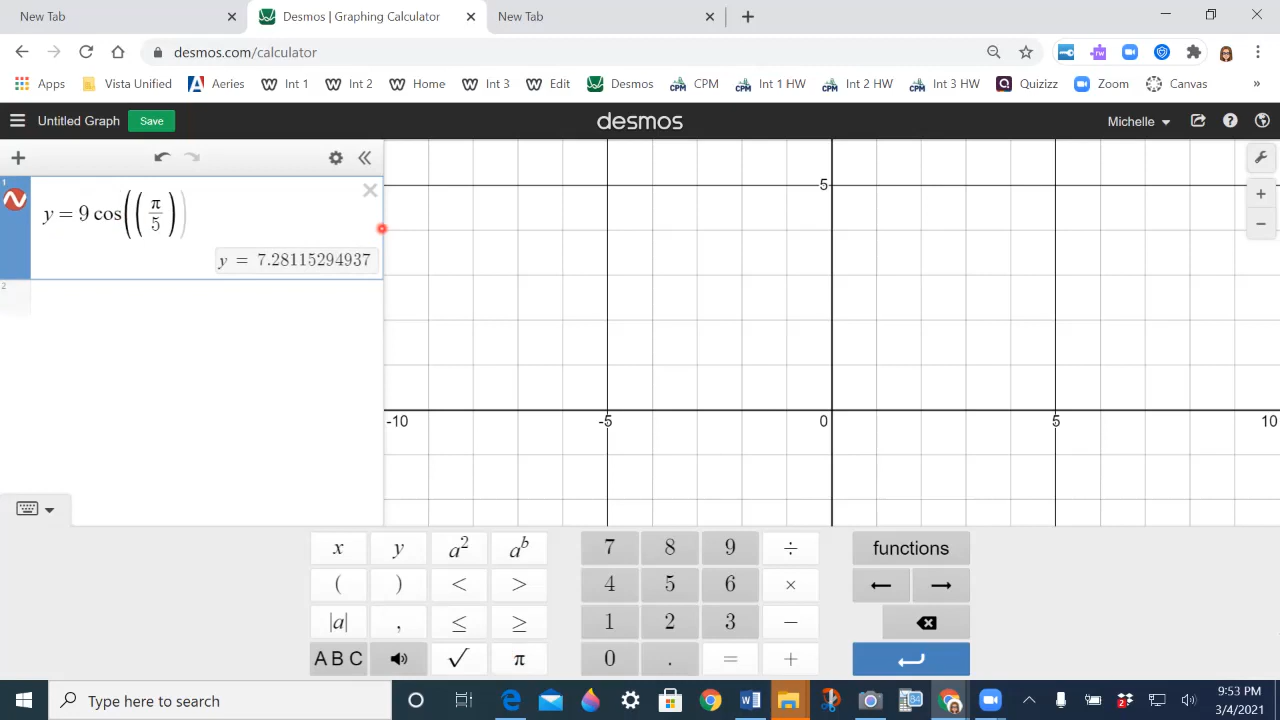 New Tab
Desmos | Graphing Calculator
New Tab
desmos.com/calculator
Apps
Vista Unified
Aeries
Int 1
Int 2
Home
Int 3
Edit
Desmos
CPM
Int 1 HW
Int 2 HW
Int 3 HW
Quizizz
Zoom
Canvas
»
Untitled Graph
Save
desmos
Michelle
1
y = 9 cos((π/5))
y = 7.28115294937
2
5
-10
-5
0
5
10
x y a² aᵇ 7 8 9 ÷ functions
( ) < > 4 5 6 × ← →
|a| , ≤ ≥ 1 2 3 −
A B C √ π 0 . = +
Type here to search
9:53 PM
3/4/2021